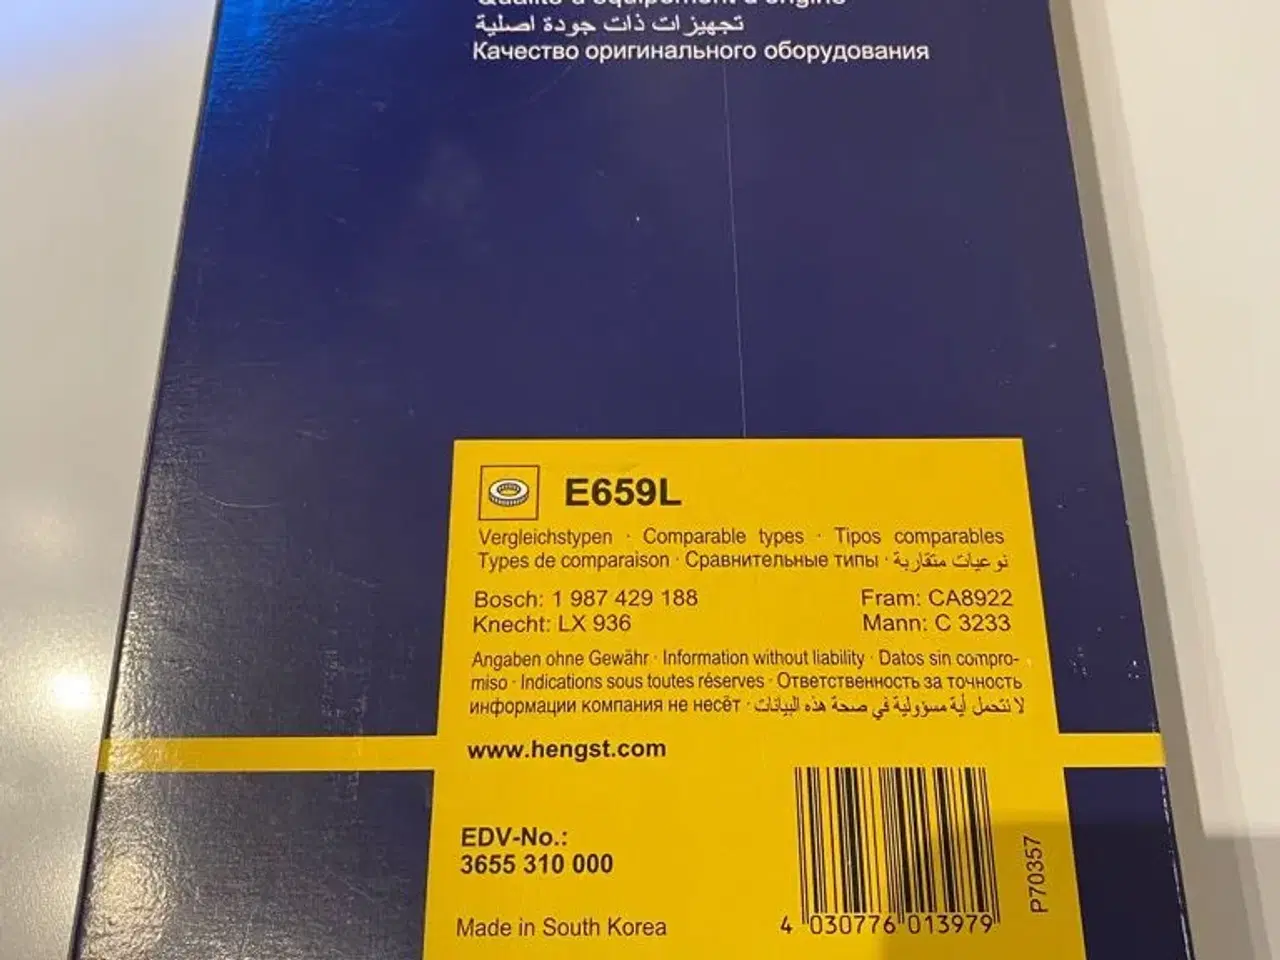 Qualité d'équipement d'origine
تجهيزات ذات جودة اصلية
Качество оригинального оборудования
E659L
Vergleichstypen · Comparable types · Tipos comparables
Types de comparaison · Сравнительные типы · نوعيات متقاربة
Bosch: 1 987 429 188 Fram: CA8922
Knecht: LX 936 Mann: C 3233
Angaben ohne Gewähr · Information without liability · Datos sin compro-
miso · Indications sous toutes réserves · Ответственность за точность
информации компания не несёт · لا نتحمل أية مسؤولية في صحة هذه البيانات
www.hengst.com
EDV-No.:
3655 310 000
Made in South Korea
4 030776 013979
P70357